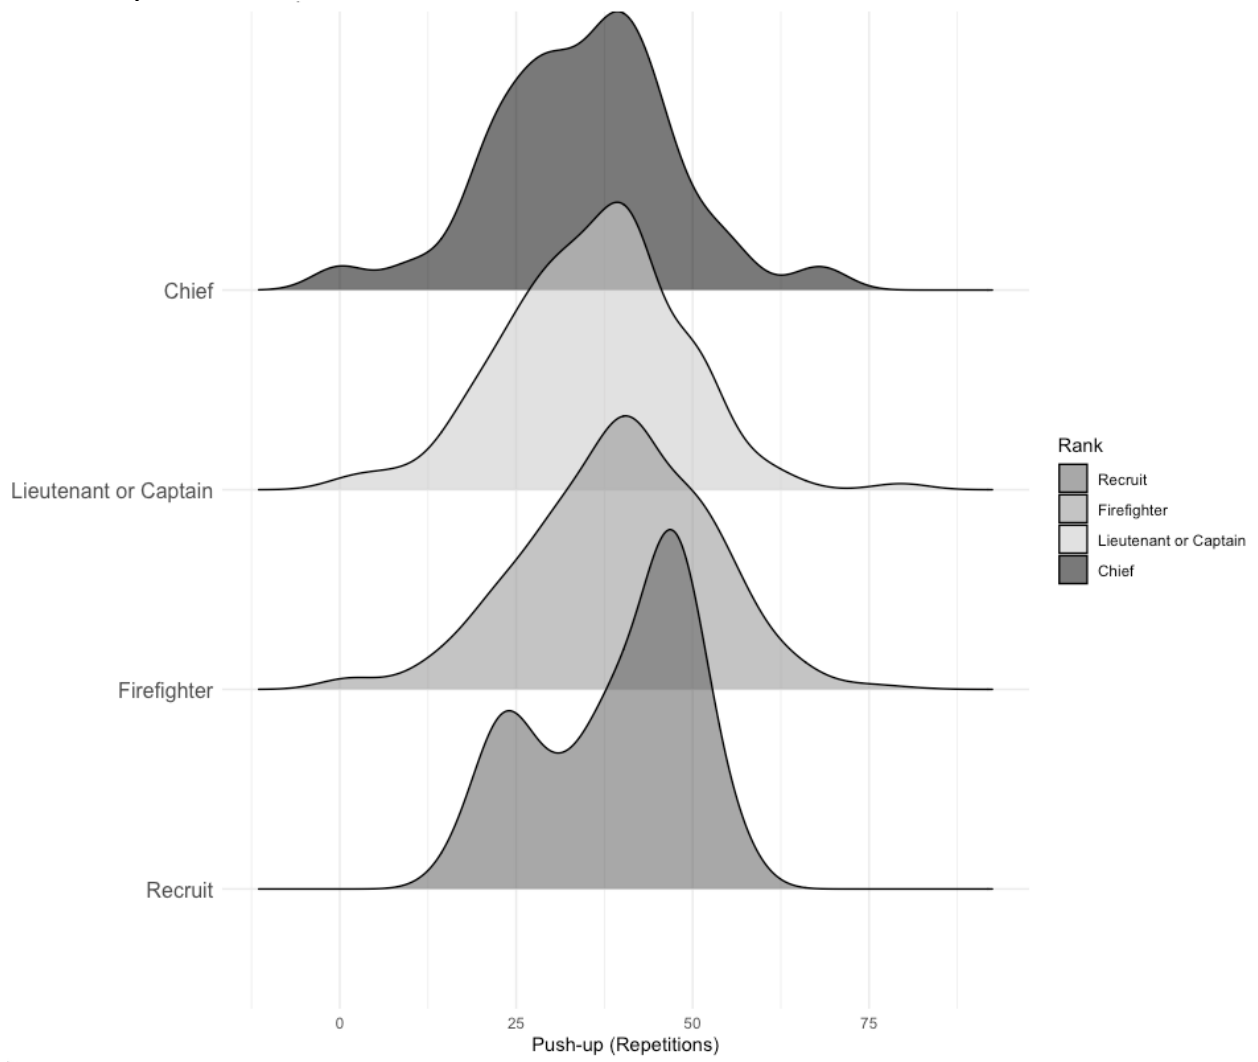 Chief
Lieutenant or Captain
Firefighter
Recruit
0 25 50 75
Push-up (Repetitions)
Rank
Recruit
Firefighter
Lieutenant or Captain
Chief